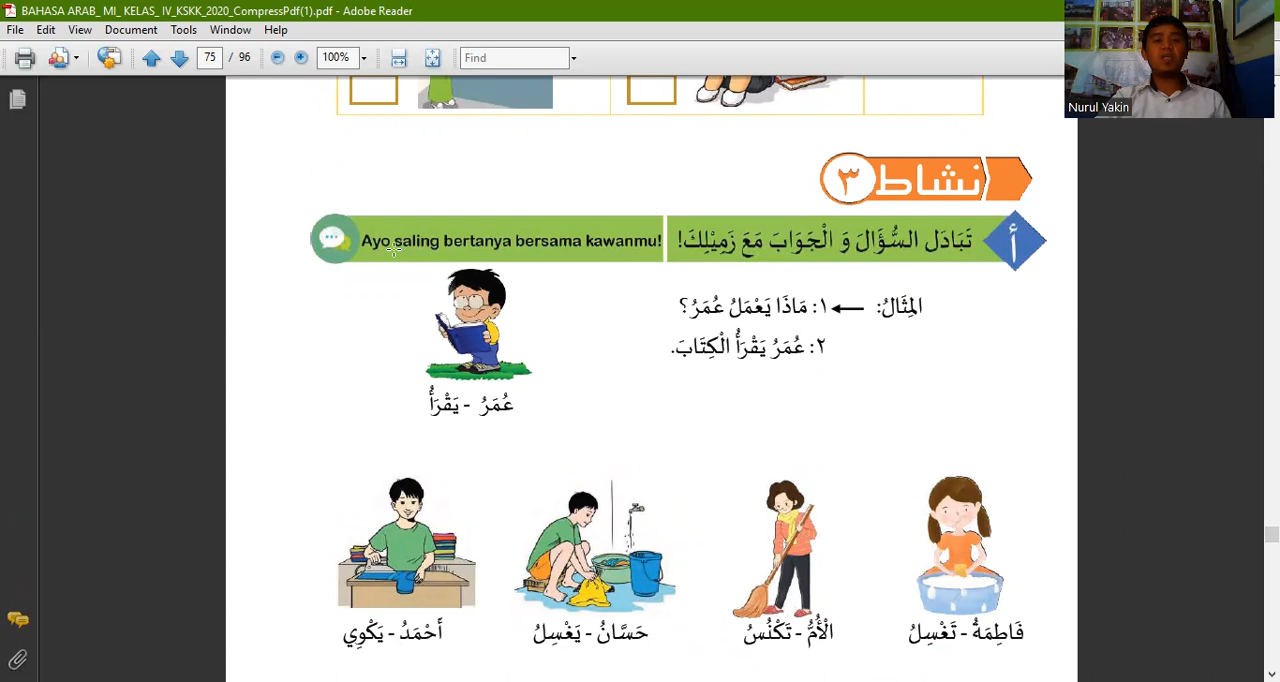 BAHASA ARAB_ MI_ KELAS_ IV_KSKK_2020_CompressPdf(1).pdf - Adobe Reader
File Edit View Document Tools Window Help
75 / 96 100% Find
Nurul Yakin
نشاط ٣
أ
تَبَادَل السُّؤَالَ وَ الْجَوَابَ مَعَ زَمِيْلِكَ!
Ayo saling bertanya bersama kawanmu!
المِثَالُ: ← ١: مَاذَا يَعْمَلُ عُمَرُ؟
٢: عُمَرُ يَقْرَأُ الْكِتَابَ.
عُمَرُ - يَقْرَأُ
فَاطِمَةُ - تَغْسِلُ
الْأُمُّ - تَكْنُسُ
حَسَّانُ - يَغْسِلُ
أَحْمَدُ - يَكْوِي